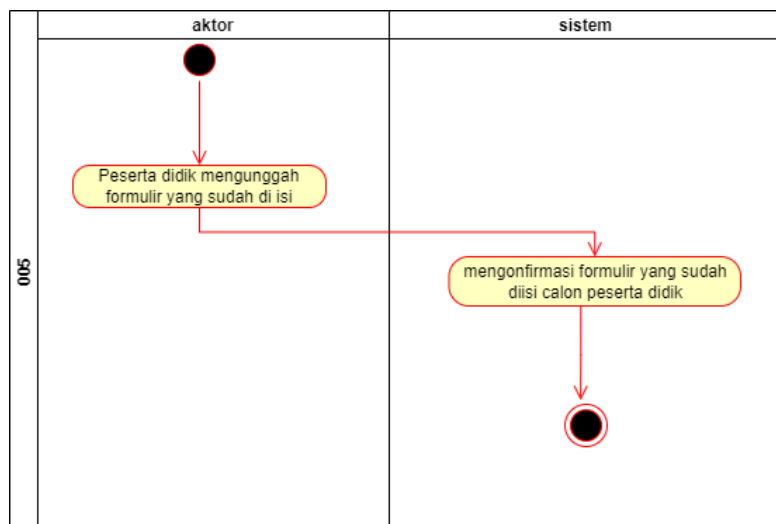 aktor
sistem
005
Peserta didik mengunggah
formulir yang sudah di isi
mengonfirmasi formulir yang sudah
diisi calon peserta didik